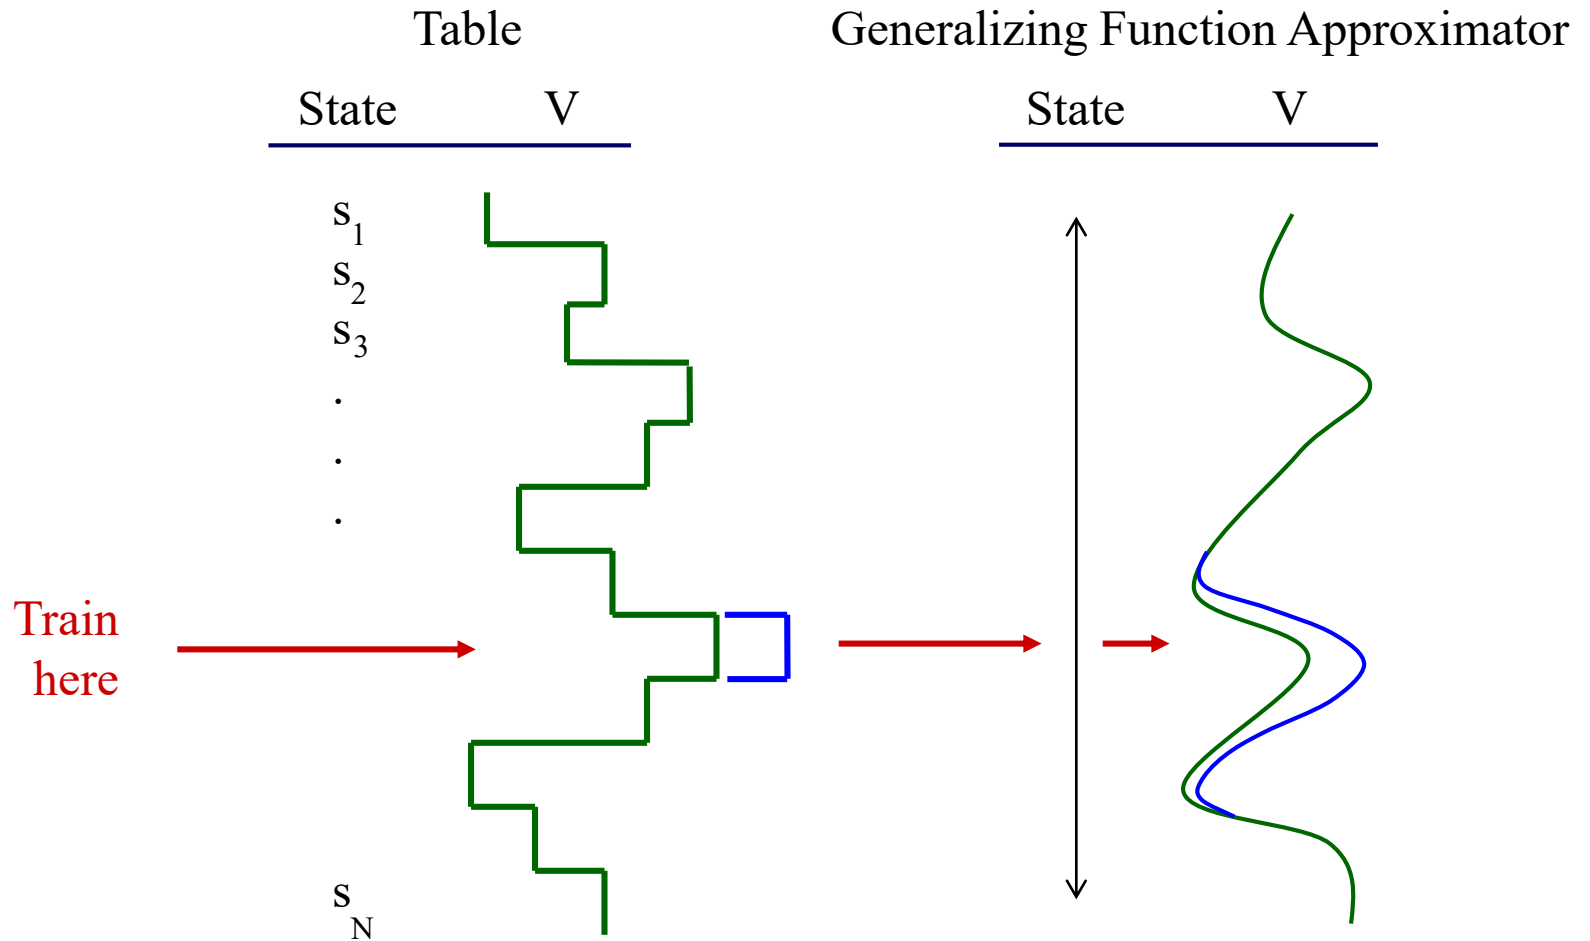 Table
Generalizing Function Approximator
State V
State V
s1
s2
s3
.
.
.
Train
here
sN